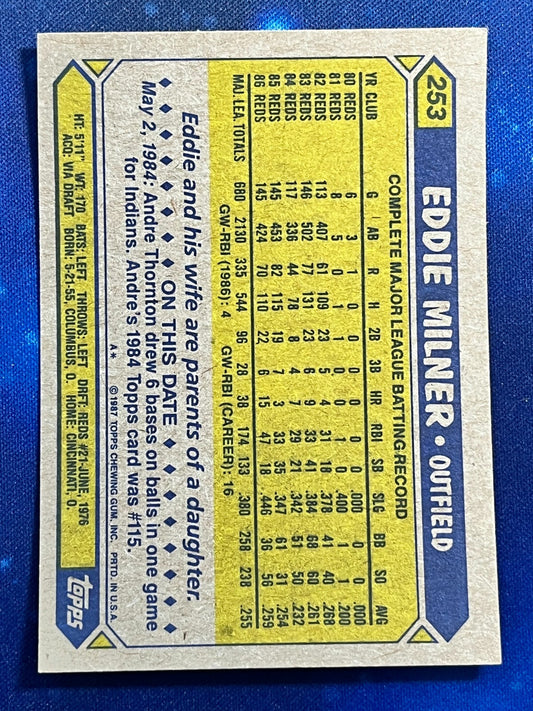 253 EDDIE MILNER • OUTFIELD
COMPLETE MAJOR LEAGUE BATTING RECORD
YR CLUB G AB R H 2B 3B HR RBI SB SLG BB SO AVG
80 REDS 6 3 1 0 0 0 0 0 0 .000 0 0 .000
81 REDS 8 5 0 1 1 0 0 1 0 .400 1 1 .200
82 REDS 113 407 61 109 23 5 4 31 18 .378 41 40 .268
83 REDS 146 502 77 131 23 6 9 33 41 .384 68 60 .261
84 REDS 117 336 44 78 8 4 7 29 21 .342 51 50 .232
85 REDS 145 453 82 115 19 7 3 33 35 .347 61 31 .254
86 REDS 145 424 70 110 22 6 15 47 18 .446 36 56 .259
MAJ. LEA. TOTALS 680 2130 335 544 96 28 38 174 133 .380 258 238 .255
GW-RBI (1986): 4 GW-RBI (CAREER): 16
Eddie and his wife are parents of a daughter.
♦ ♦ ♦ ♦ ♦ ♦ ON THIS DATE ♦ ♦ ♦ ♦ ♦ ♦
May 2, 1984: Andre Thornton drew 6 bases on balls in one game
for Indians. Andre's 1984 Topps card was #115.
A* ©1987 TOPPS CHEWING GUM, INC. PRTD. IN U.S.A.
HT: 5'11" WT: 170 BATS: LEFT THROWS: LEFT DRFT: REDS #21-JUNE, 1976
ACQ: VIA DRAFT BORN: 5-21-55, COLUMBUS, O. HOME: CINCINNATI, O.
topps